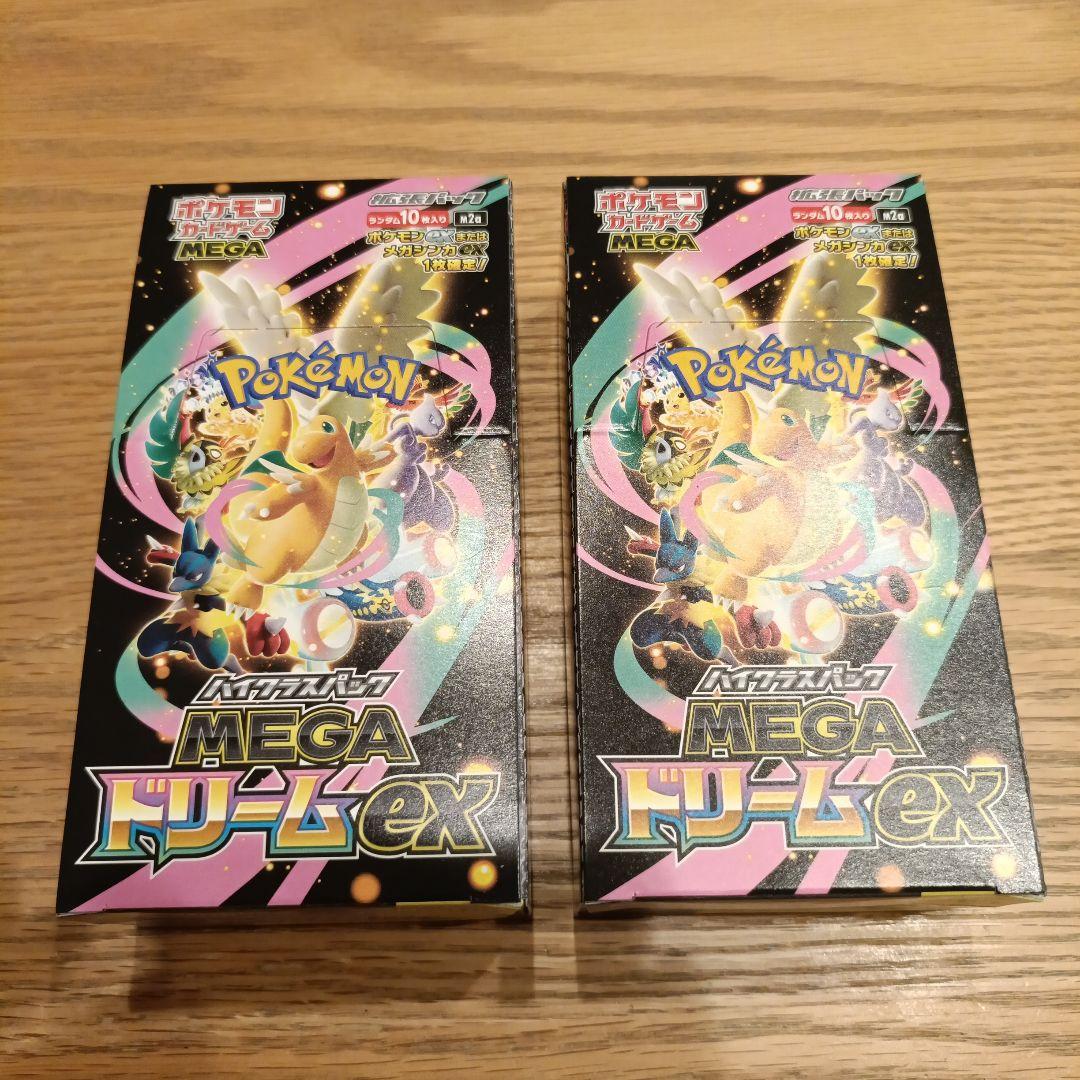 ポケモン
カードゲーム
MEGA
拡張パック
ランダム10枚入り
M2a
ポケモンexまたは
メガシンカex
1枚確定!
POKéMON
ハイクラスパック
MEGA
ドリームex
ポケモン
カードゲーム
MEGA
拡張パック
ランダム10枚入り
M2a
ポケモンexまたは
メガシンカex
1枚確定!
POKéMON
ハイクラスパック
MEGA
ドリームex